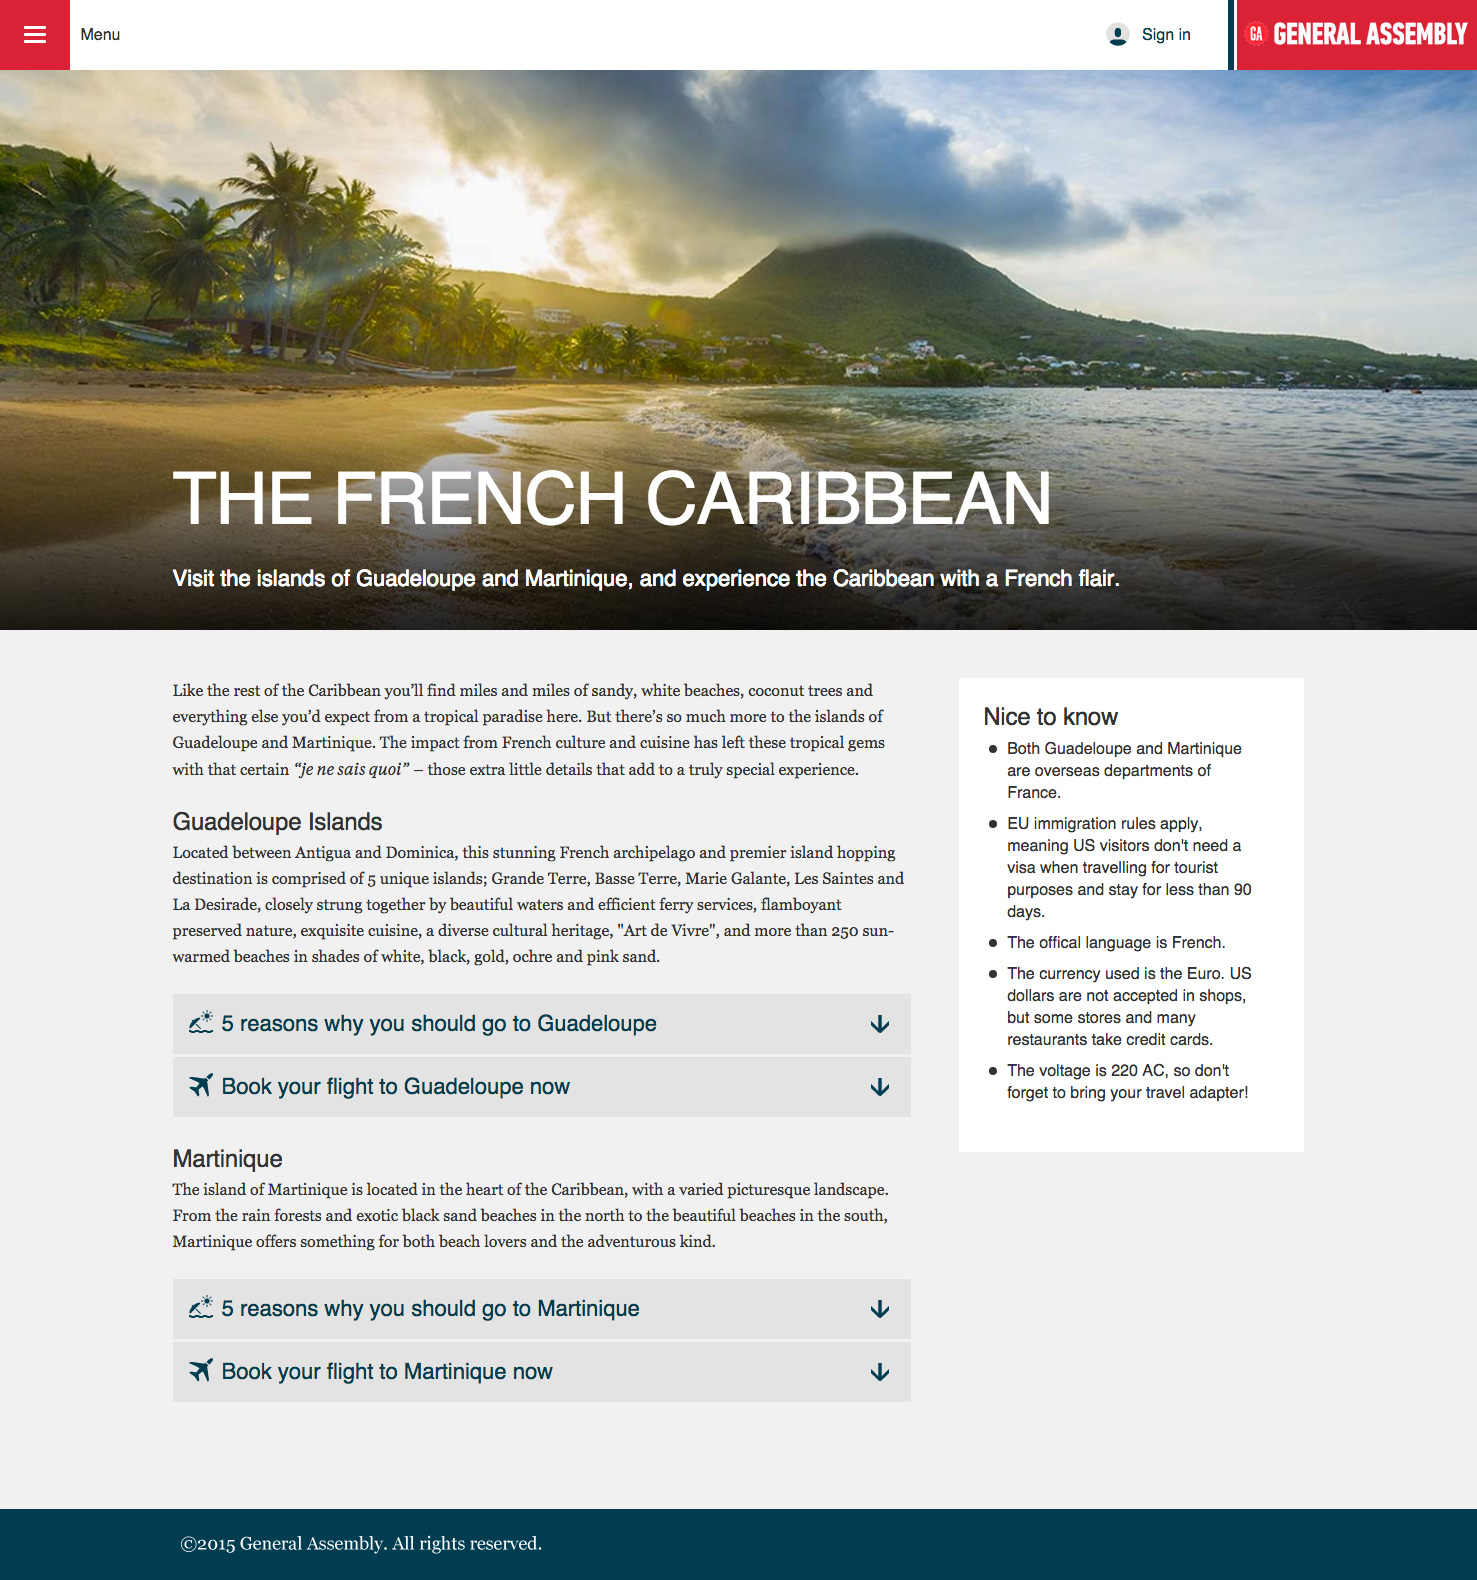 Menu
Sign in
GA GENERAL ASSEMBLY
THE FRENCH CARIBBEAN
Visit the islands of Guadeloupe and Martinique, and experience the Caribbean with a French flair.
Like the rest of the Caribbean you’ll find miles and miles of sandy, white beaches, coconut trees and
everything else you’d expect from a tropical paradise here. But there’s so much more to the islands of
Guadeloupe and Martinique. The impact from French culture and cuisine has left these tropical gems
with that certain “je ne sais quoi” – those extra little details that add to a truly special experience.
Guadeloupe Islands
Located between Antigua and Dominica, this stunning French archipelago and premier island hopping
destination is comprised of 5 unique islands; Grande Terre, Basse Terre, Marie Galante, Les Saintes and
La Desirade, closely strung together by beautiful waters and efficient ferry services, flamboyant
preserved nature, exquisite cuisine, a diverse cultural heritage, "Art de Vivre", and more than 250 sun-
warmed beaches in shades of white, black, gold, ochre and pink sand.
5 reasons why you should go to Guadeloupe
Book your flight to Guadeloupe now
Martinique
The island of Martinique is located in the heart of the Caribbean, with a varied picturesque landscape.
From the rain forests and exotic black sand beaches in the north to the beautiful beaches in the south,
Martinique offers something for both beach lovers and the adventurous kind.
5 reasons why you should go to Martinique
Book your flight to Martinique now
Nice to know
Both Guadeloupe and Martinique
are overseas departments of
France.
EU immigration rules apply,
meaning US visitors don't need a
visa when travelling for tourist
purposes and stay for less than 90
days.
The offical language is French.
The currency used is the Euro. US
dollars are not accepted in shops,
but some stores and many
restaurants take credit cards.
The voltage is 220 AC, so don't
forget to bring your travel adapter!
©2015 General Assembly. All rights reserved.